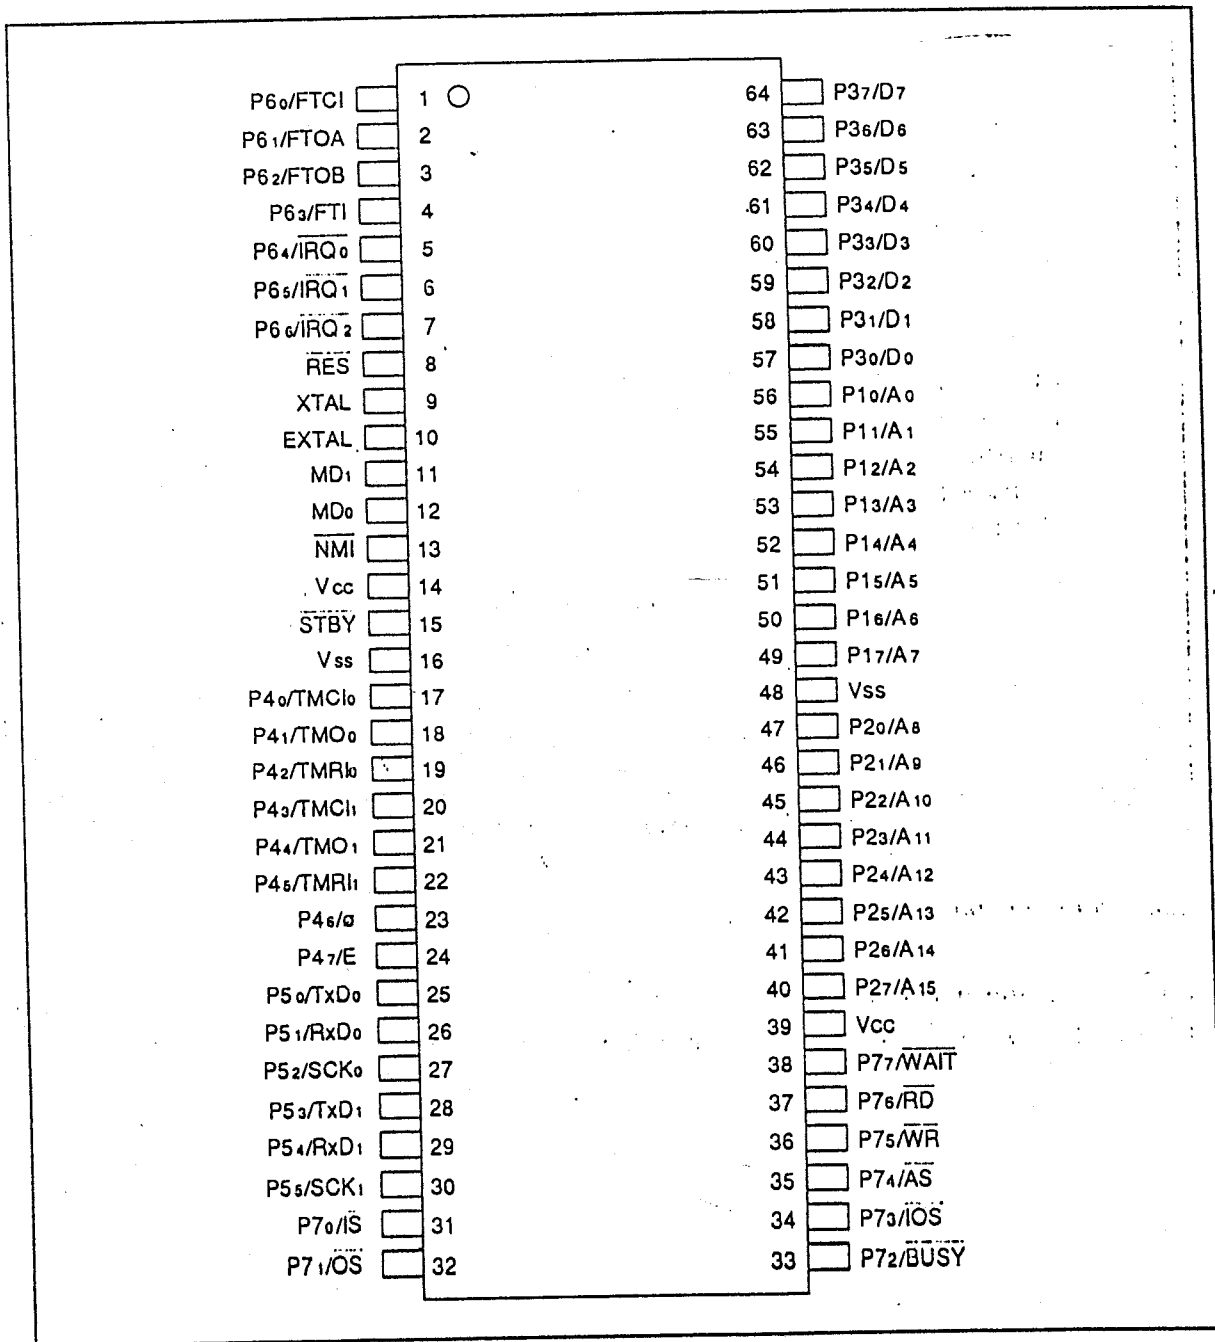 P60/FTCI 1 64 P37/D7
P61/FTOA 2 63 P36/D6
P62/FTOB 3 62 P35/D5
P63/FTI 4 61 P34/D4
P64/IRQ0 5 60 P33/D3
P65/IRQ1 6 59 P32/D2
P66/IRQ2 7 58 P31/D1
RES 8 57 P30/D0
XTAL 9 56 P10/A0
EXTAL 10 55 P11/A1
MD1 11 54 P12/A2
MD0 12 53 P13/A3
NMI 13 52 P14/A4
Vcc 14 51 P15/A5
STBY 15 50 P16/A6
Vss 16 49 P17/A7
P40/TMCI0 17 48 Vss
P41/TMO0 18 47 P20/A8
P42/TMRI0 19 46 P21/A9
P43/TMCI1 20 45 P22/A10
P44/TMO1 21 44 P23/A11
P45/TMRI1 22 43 P24/A12
P46/ø 23 42 P25/A13
P47/E 24 41 P26/A14
P50/TxD0 25 40 P27/A15
P51/RxD0 26 39 Vcc
P52/SCK0 27 38 P77/WAIT
P53/TxD1 28 37 P76/RD
P54/RxD1 29 36 P75/WR
P55/SCK1 30 35 P74/AS
P70/IS 31 34 P73/IOS
P71/OS 32 33 P72/BUSY